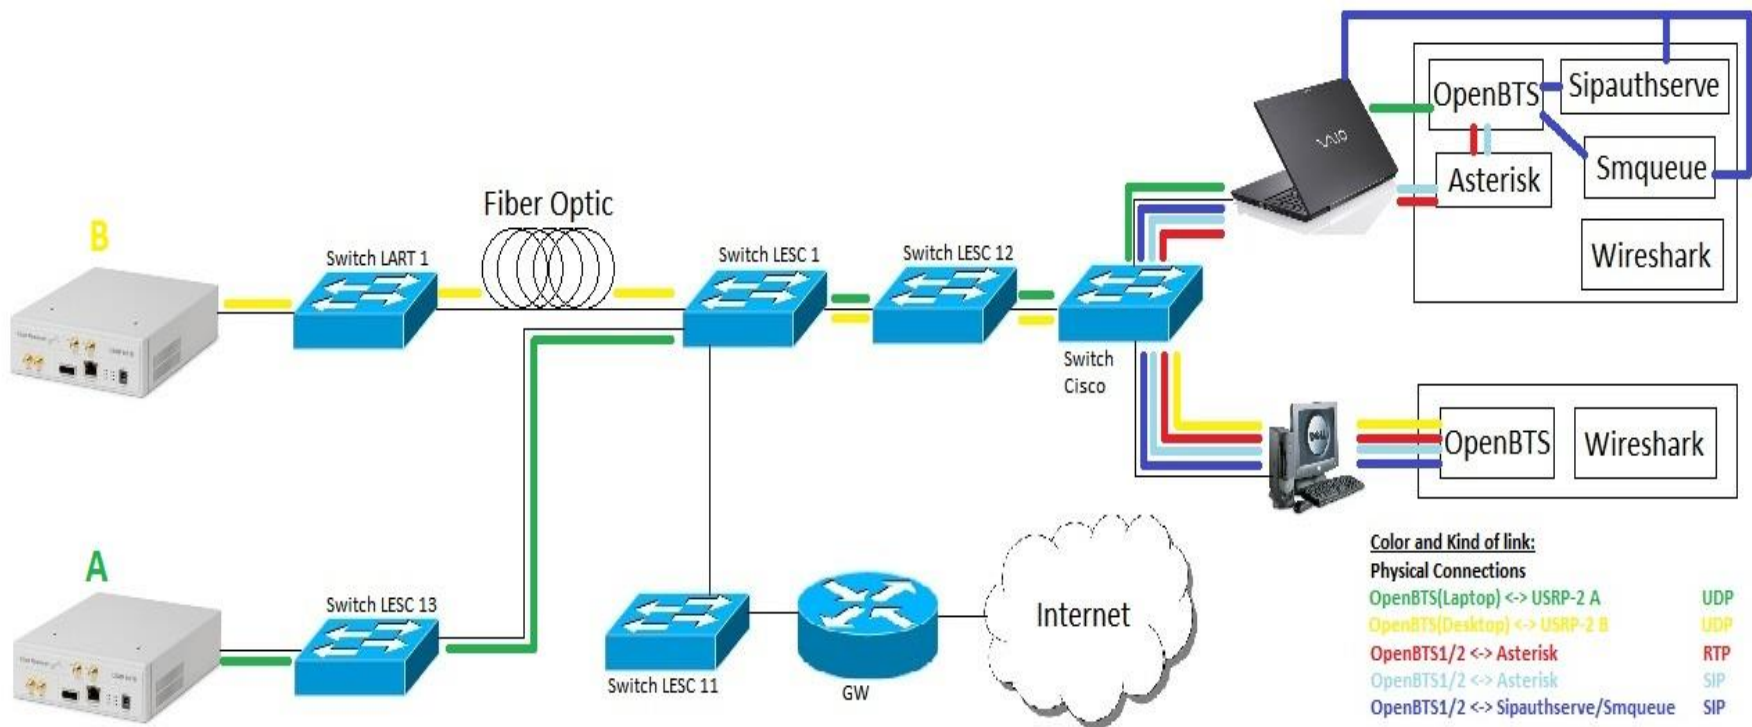 OpenBTS
Sipauthserve
VAIO
Asterisk
Smqueue
Wireshark
Fiber Optic
B
Switch LART 1
Switch LESC 1
Switch LESC 12
Switch
Cisco
DELL
OpenBTS
Wireshark
A
Switch LESC 13
Switch LESC 11
GW
Internet
Color and Kind of link:
Physical Connections
OpenBTS(Laptop) <-> USRP-2 A UDP
OpenBTS(Desktop) <-> USRP-2 B UDP
OpenBTS1/2 <-> Asterisk RTP
OpenBTS1/2 <-> Asterisk SIP
OpenBTS1/2 <-> Sipauthserve/Smqueue SIP